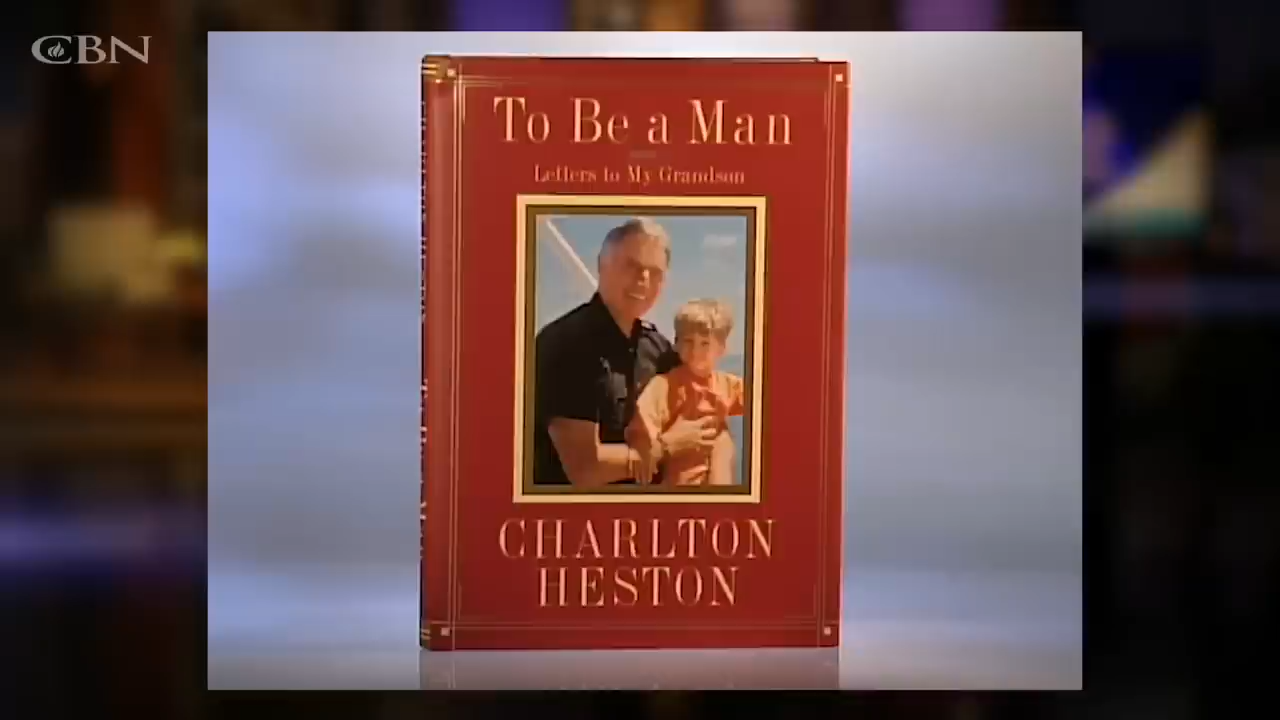 CBN
To Be a Man
Letters to My Grandson
CHARLTON
HESTON